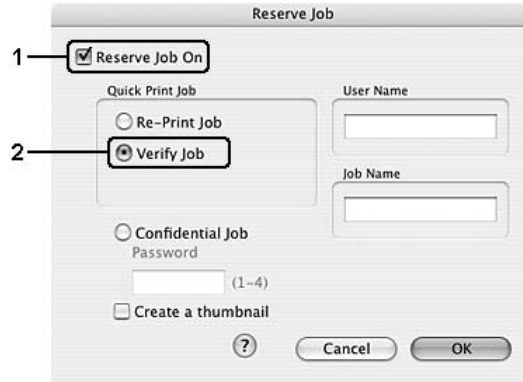 Reserve Job
1
Reserve Job On
Quick Print Job
Re-Print Job
2
Verify Job
User Name
Job Name
Confidential Job
Password
(1-4)
Create a thumbnail
?
Cancel
OK